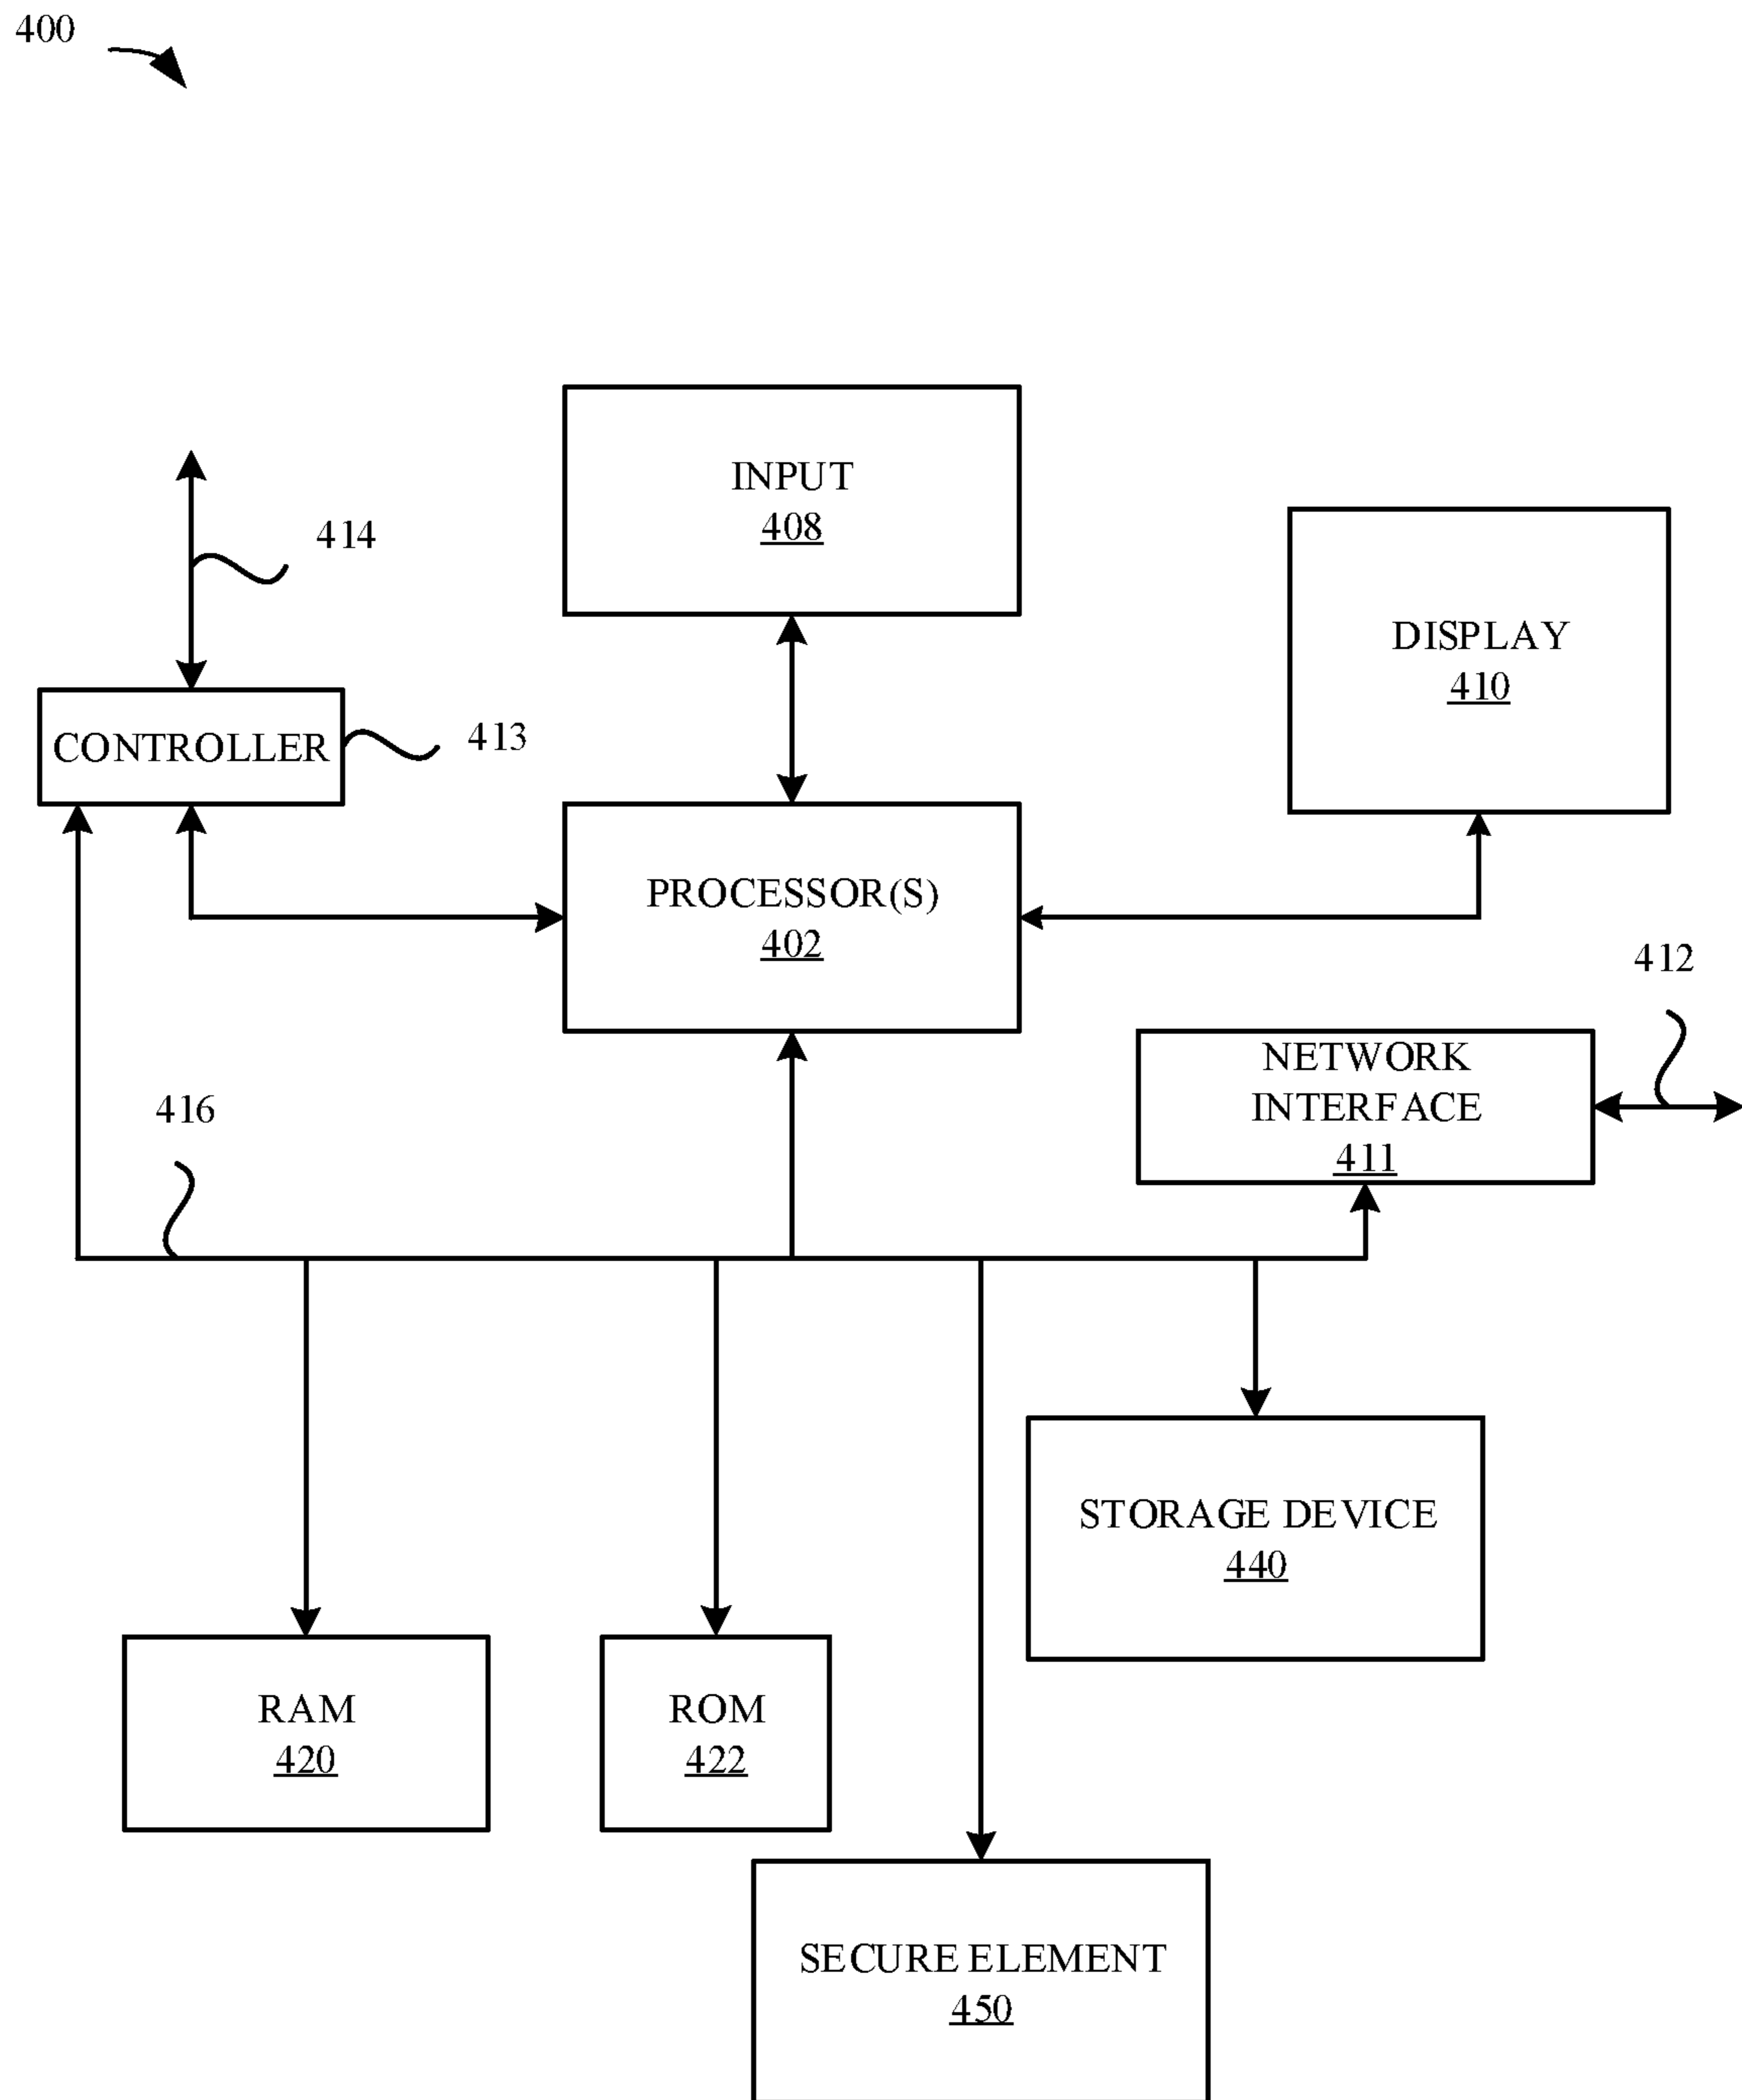 400
INPUT
408
414
DISPLAY
410
CONTROLLER
413
PROCESSOR(S)
402
412
NETWORK
INTERFACE
411
416
STORAGE DEVICE
440
RAM
420
ROM
422
SECURE ELEMENT
450